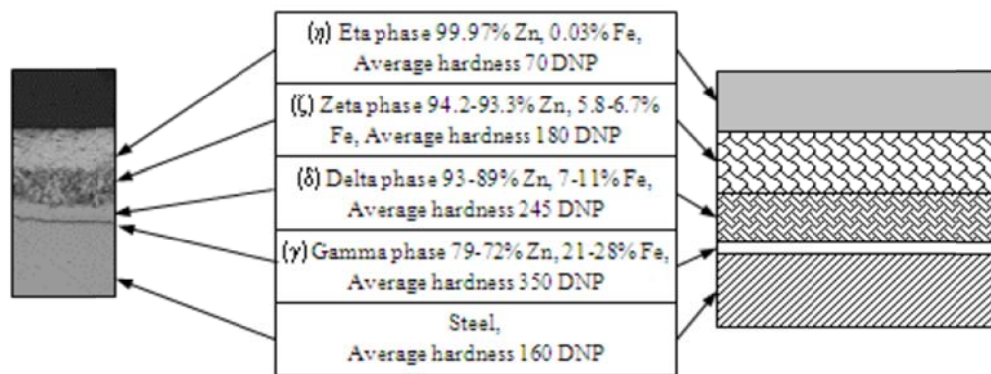 (η) Eta phase 99.97% Zn, 0.03% Fe,
Average hardness 70 DNP
(ζ) Zeta phase 94.2-93.3% Zn, 5.8-6.7%
Fe, Average hardness 180 DNP
(δ) Delta phase 93-89% Zn, 7-11% Fe,
Average hardness 245 DNP
(γ) Gamma phase 79-72% Zn, 21-28% Fe,
Average hardness 350 DNP
Steel,
Average hardness 160 DNP